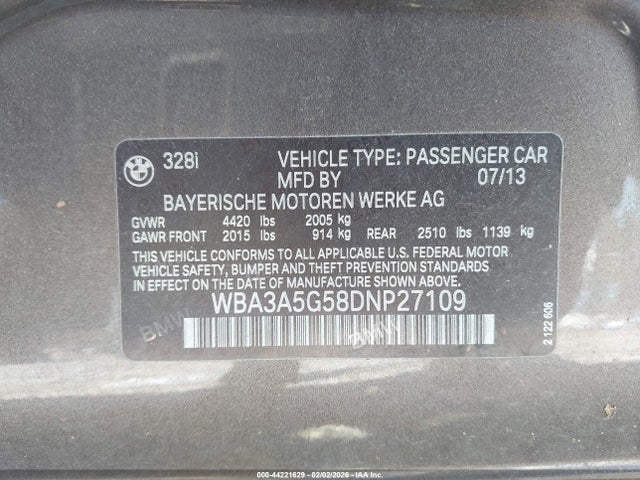 BMW
328i VEHICLE TYPE: PASSENGER CAR
MFD BY 07/13
BAYERISCHE MOTOREN WERKE AG
GVWR 4420 lbs 2005 kg
GAWR FRONT 2015 lbs 914 kg REAR 2510 lbs 1139 kg
THIS VEHICLE CONFORMS TO ALL APPLICABLE U.S. FEDERAL MOTOR
VEHICLE SAFETY, BUMPER AND THEFT PREVENTION STANDARDS
IN EFFECT ON THE DATE OF MANUFACTURE SHOWN ABOVE.
WBA3A5G58DNP27109
2 122 606
000-44221629 - 02/02/2026 - IAA Inc.